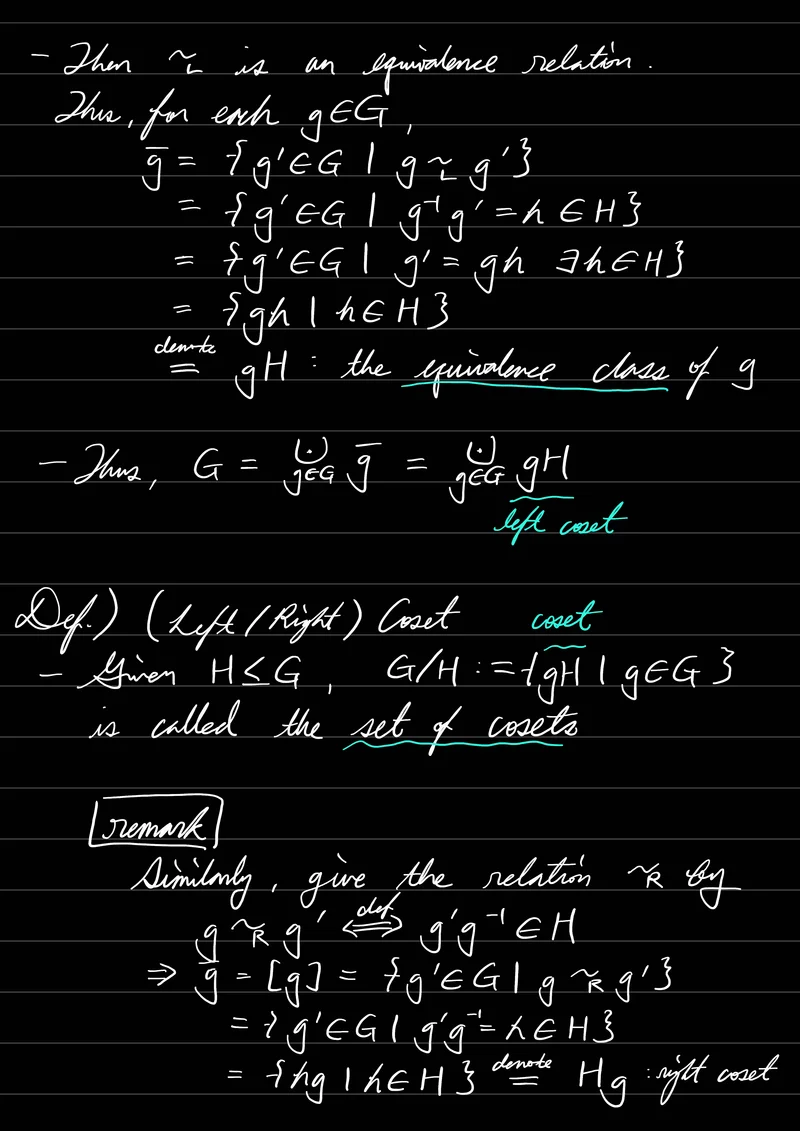 - Then ~L is an equivalence relation.
Thus, for each g∈G,
g̅ = {g'∈G | g ~L g'}
= {g'∈G | g⁻¹g' = h ∈ H}
= {g'∈G | g' = gh ∃h∈H}
= {gh | h∈H}
denote
= gH : the equivalence class of g
- Thus, G = ⨃g∈G g̅ = ⨃g∈G gH
left coset
Def.) (Left/Right) Coset coset
- Given H≤G, G/H := {gH | g∈G}
is called the set of cosets
remark
Similarly, give the relation ~R by
g ~R g' ⟺def. g'g⁻¹∈H
⇒ g̅ = [g] = {g'∈G | g ~R g'}
= {g'∈G | g'g⁻¹=h∈H}
= {hg | h∈H} denote = Hg : right coset